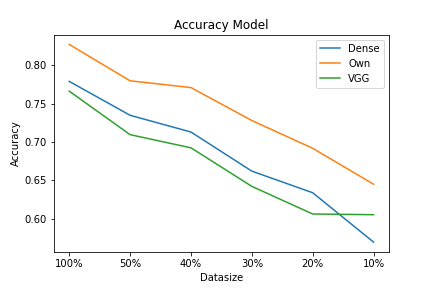 Accuracy Model
Dense
Own
VGG
Accuracy
0.80
0.75
0.70
0.65
0.60
100% 50% 40% 30% 20% 10%
Datasize